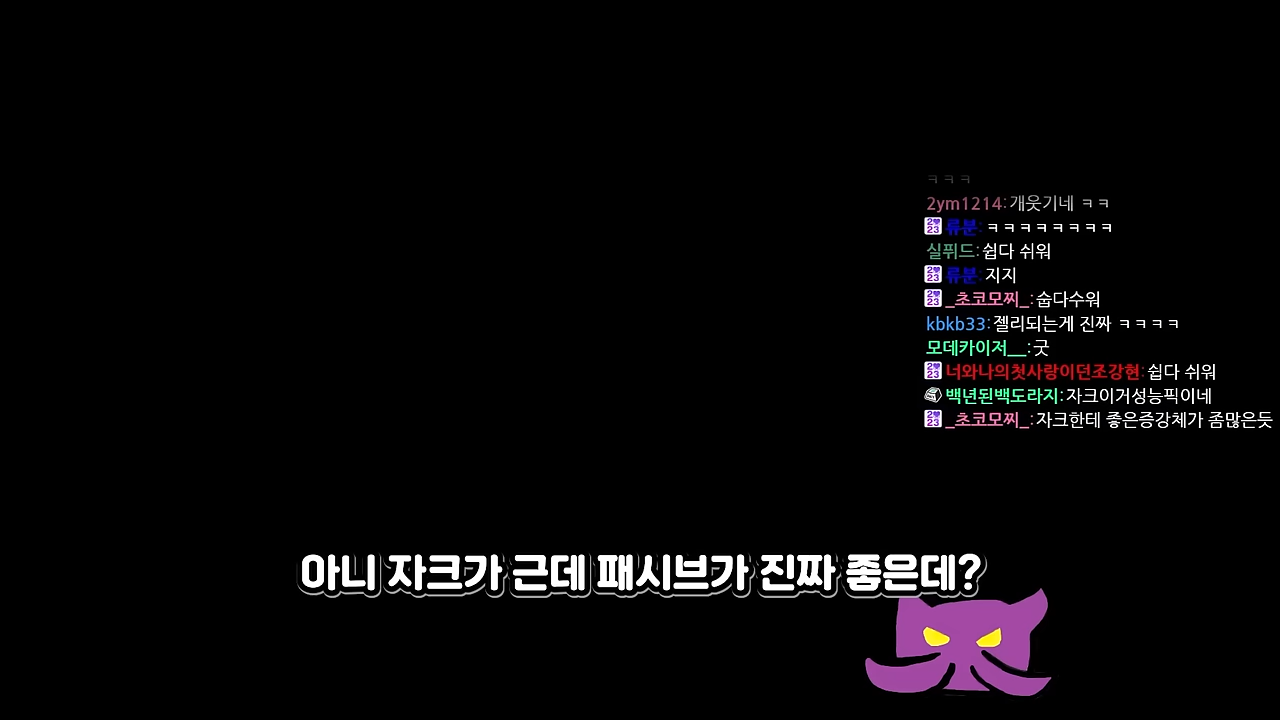 ㅋㅋㅋ
2ym1214: 개웃기네 ㅋㅋ
2023 류분: ㅋㅋㅋㅋㅋㅋㅋㅋ
실퓌드: 쉽다 쉬워
2023 류분: 지지
2023 _초코모찌_: 숩다수워
kbkb33: 젤리되는게 진짜 ㅋㅋㅋㅋ
모데카이저__: 굿
2023 너와나의첫사랑이던조강현: 쉽다 쉬워
백년된백도라지: 자크이거성능픽이네
2023 _초코모찌_: 자크한테 좋은증강체가 좀많은듯
아니 자크가 근데 패시브가 진짜 좋은데?